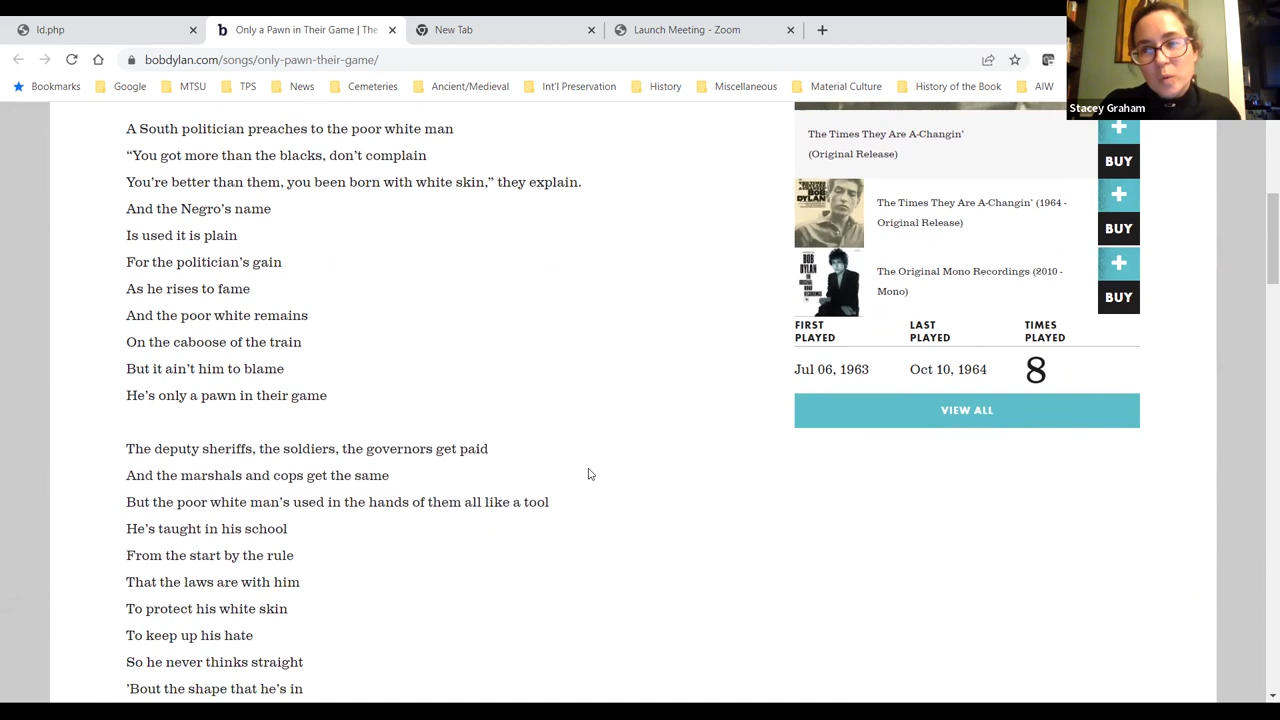 Id.php
Only a Pawn in Their Game | The
New Tab
Launch Meeting - Zoom
bobdylan.com/songs/only-pawn-their-game/
Bookmarks Google MTSU TPS News Cemeteries Ancient/Medieval Int'l Preservation History Miscellaneous Material Culture History of the Book AIW
Stacey Graham
A South politician preaches to the poor white man
“You got more than the blacks, don’t complain
You’re better than them, you been born with white skin,” they explain.
And the Negro’s name
Is used it is plain
For the politician’s gain
As he rises to fame
And the poor white remains
On the caboose of the train
But it ain’t him to blame
He’s only a pawn in their game
The deputy sheriffs, the soldiers, the governors get paid
And the marshals and cops get the same
But the poor white man’s used in the hands of them all like a tool
He’s taught in his school
From the start by the rule
That the laws are with him
To protect his white skin
To keep up his hate
So he never thinks straight
’Bout the shape that he’s in
The Times They Are A-Changin’
(Original Release)
BUY
The Times They Are A-Changin’ (1964 -
Original Release)
BUY
BOB
DYLAN
The Original Mono Recordings (2010 -
Mono)
BUY
FIRST PLAYED
LAST PLAYED
TIMES PLAYED
Jul 06, 1963
Oct 10, 1964
8
VIEW ALL